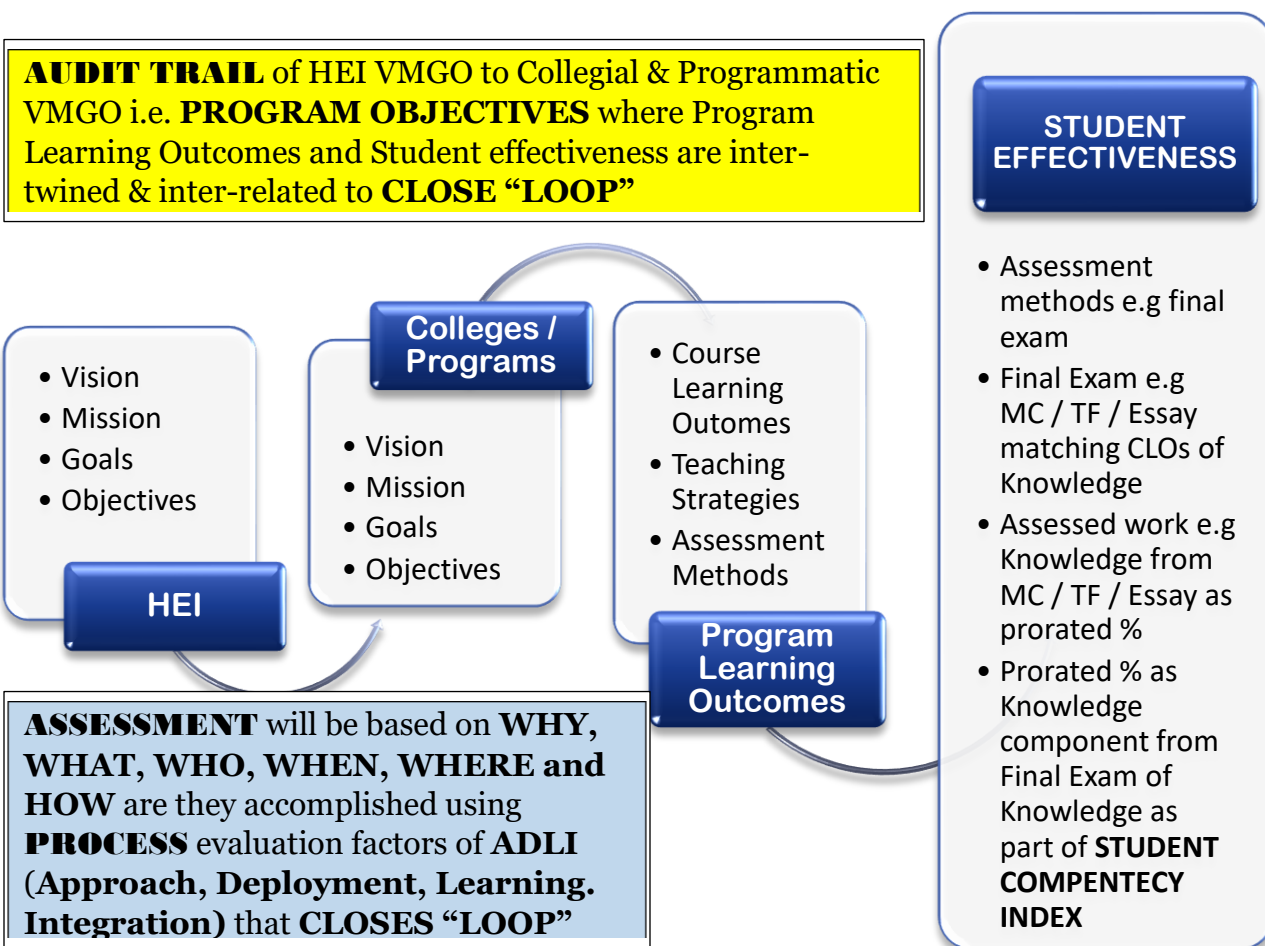 AUDIT TRAIL of HEI VMGO to Collegial & Programmatic
VMGO i.e. PROGRAM OBJECTIVES where Program
Learning Outcomes and Student effectiveness are inter-
twined & inter-related to CLOSE “LOOP”
• Vision
• Mission
• Goals
• Objectives
HEI
Colleges /
Programs
• Vision
• Mission
• Goals
• Objectives
• Course
Learning
Outomes
• Teaching
Strategies
• Assessment
Methods
Program
Learning
Outcomes
STUDENT
EFFECTIVENESS
• Assessment
methods e.g final
exam
• Final Exam e.g
MC / TF / Essay
matching CLOs of
Knowledge
• Assessed work e.g
Knowledge from
MC / TF / Essay as
prorated %
• Prorated % as
Knowledge
component from
Final Exam of
Knowledge as
part of STUDENT
COMPENTECY
INDEX
ASSESSMENT will be based on WHY,
WHAT, WHO, WHEN, WHERE and
HOW are they accomplished using
PROCESS evaluation factors of ADLI
(Approach, Deployment, Learning.
Integration) that CLOSES “LOOP”